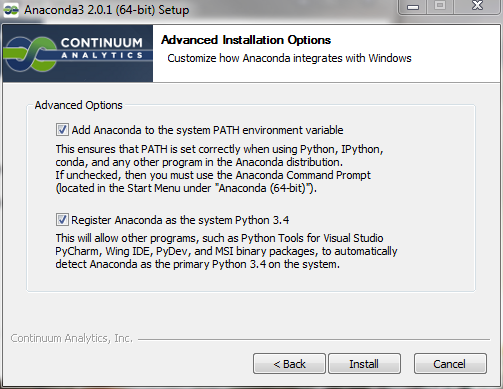 Anaconda3 2.0.1 (64-bit) Setup
CONTINUUM
ANALYTICS
Advanced Installation Options
Customize how Anaconda integrates with Windows
Advanced Options
Add Anaconda to the system PATH environment variable
This ensures that PATH is set correctly when using Python, IPython,
conda, and any other program in the Anaconda distribution.
If unchecked, then you must use the Anaconda Command Prompt
(located in the Start Menu under "Anaconda (64-bit)").
Register Anaconda as the system Python 3.4
This will allow other programs, such as Python Tools for Visual Studio
PyCharm, Wing IDE, PyDev, and MSI binary packages, to automatically
detect Anaconda as the primary Python 3.4 on the system.
Continuum Analytics, Inc.
< Back Install Cancel